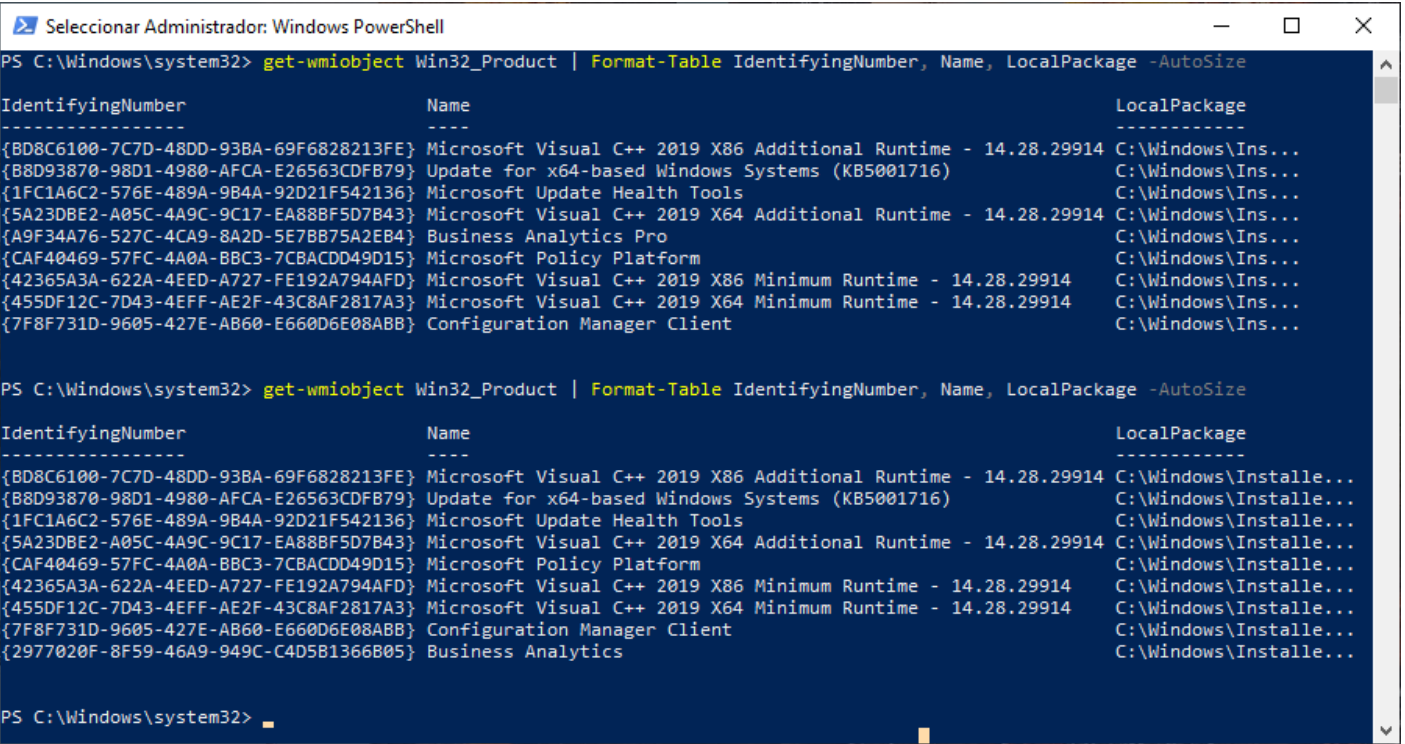 Seleccionar Administrador: Windows PowerShell
PS C:\Windows\system32> get-wmiobject Win32_Product | Format-Table IdentifyingNumber, Name, LocalPackage -AutoSize
IdentifyingNumber Name LocalPackage
----------------- ---- ------------
{BD8C6100-7C7D-48DD-93BA-69F6828213FE} Microsoft Visual C++ 2019 X86 Additional Runtime - 14.28.29914 C:\Windows\Ins...
{B8D93870-98D1-4980-AFCA-E26563CDFB79} Update for x64-based Windows Systems (KB5001716) C:\Windows\Ins...
{1FC1A6C2-576E-489A-9B4A-92D21F542136} Microsoft Update Health Tools C:\Windows\Ins...
{5A23DBE2-A05C-4A9C-9C17-EA88BF5D7B43} Microsoft Visual C++ 2019 X64 Additional Runtime - 14.28.29914 C:\Windows\Ins...
{A9F34A76-527C-4CA9-8A2D-5E7BB75A2EB4} Business Analytics Pro C:\Windows\Ins...
{CAF40469-57FC-4A0A-BBC3-7CBACDD49D15} Microsoft Policy Platform C:\Windows\Ins...
{42365A3A-622A-4EED-A727-FE192A794AFD} Microsoft Visual C++ 2019 X86 Minimum Runtime - 14.28.29914 C:\Windows\Ins...
{455DF12C-7D43-4EFF-AE2F-43C8AF2817A3} Microsoft Visual C++ 2019 X64 Minimum Runtime - 14.28.29914 C:\Windows\Ins...
{7F8F731D-9605-427E-AB60-E660D6E08ABB} Configuration Manager Client C:\Windows\Ins...
PS C:\Windows\system32> get-wmiobject Win32_Product | Format-Table IdentifyingNumber, Name, LocalPackage -AutoSize
IdentifyingNumber Name LocalPackage
----------------- ---- ------------
{BD8C6100-7C7D-48DD-93BA-69F6828213FE} Microsoft Visual C++ 2019 X86 Additional Runtime - 14.28.29914 C:\Windows\Installe...
{B8D93870-98D1-4980-AFCA-E26563CDFB79} Update for x64-based Windows Systems (KB5001716) C:\Windows\Installe...
{1FC1A6C2-576E-489A-9B4A-92D21F542136} Microsoft Update Health Tools C:\Windows\Installe...
{5A23DBE2-A05C-4A9C-9C17-EA88BF5D7B43} Microsoft Visual C++ 2019 X64 Additional Runtime - 14.28.29914 C:\Windows\Installe...
{CAF40469-57FC-4A0A-BBC3-7CBACDD49D15} Microsoft Policy Platform C:\Windows\Installe...
{42365A3A-622A-4EED-A727-FE192A794AFD} Microsoft Visual C++ 2019 X86 Minimum Runtime - 14.28.29914 C:\Windows\Installe...
{455DF12C-7D43-4EFF-AE2F-43C8AF2817A3} Microsoft Visual C++ 2019 X64 Minimum Runtime - 14.28.29914 C:\Windows\Installe...
{7F8F731D-9605-427E-AB60-E660D6E08ABB} Configuration Manager Client C:\Windows\Installe...
{2977020F-8F59-46A9-949C-C4D5B1366B05} Business Analytics C:\Windows\Installe...
PS C:\Windows\system32>